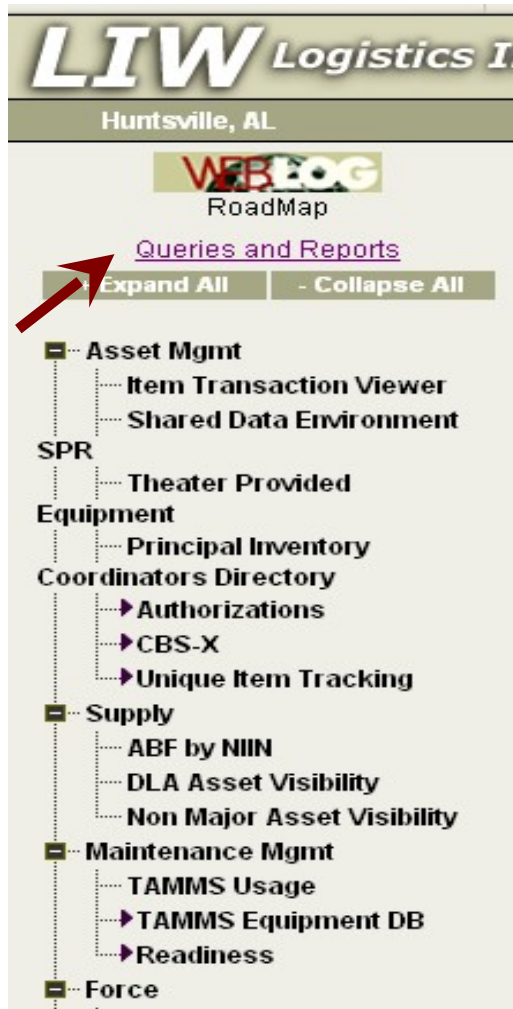 LIW Logistics I
Huntsville, AL
WEBLOG
RoadMap
Queries and Reports
+ Expand All - Collapse All
Asset Mgmt
Item Transaction Viewer
Shared Data Environment
SPR
Theater Provided
Equipment
Principal Inventory
Coordinators Directory
Authorizations
CBS-X
Unique Item Tracking
Supply
ABF by NIIN
DLA Asset Visibility
Non Major Asset Visibility
Maintenance Mgmt
TAMMS Usage
TAMMS Equipment DB
Readiness
Force